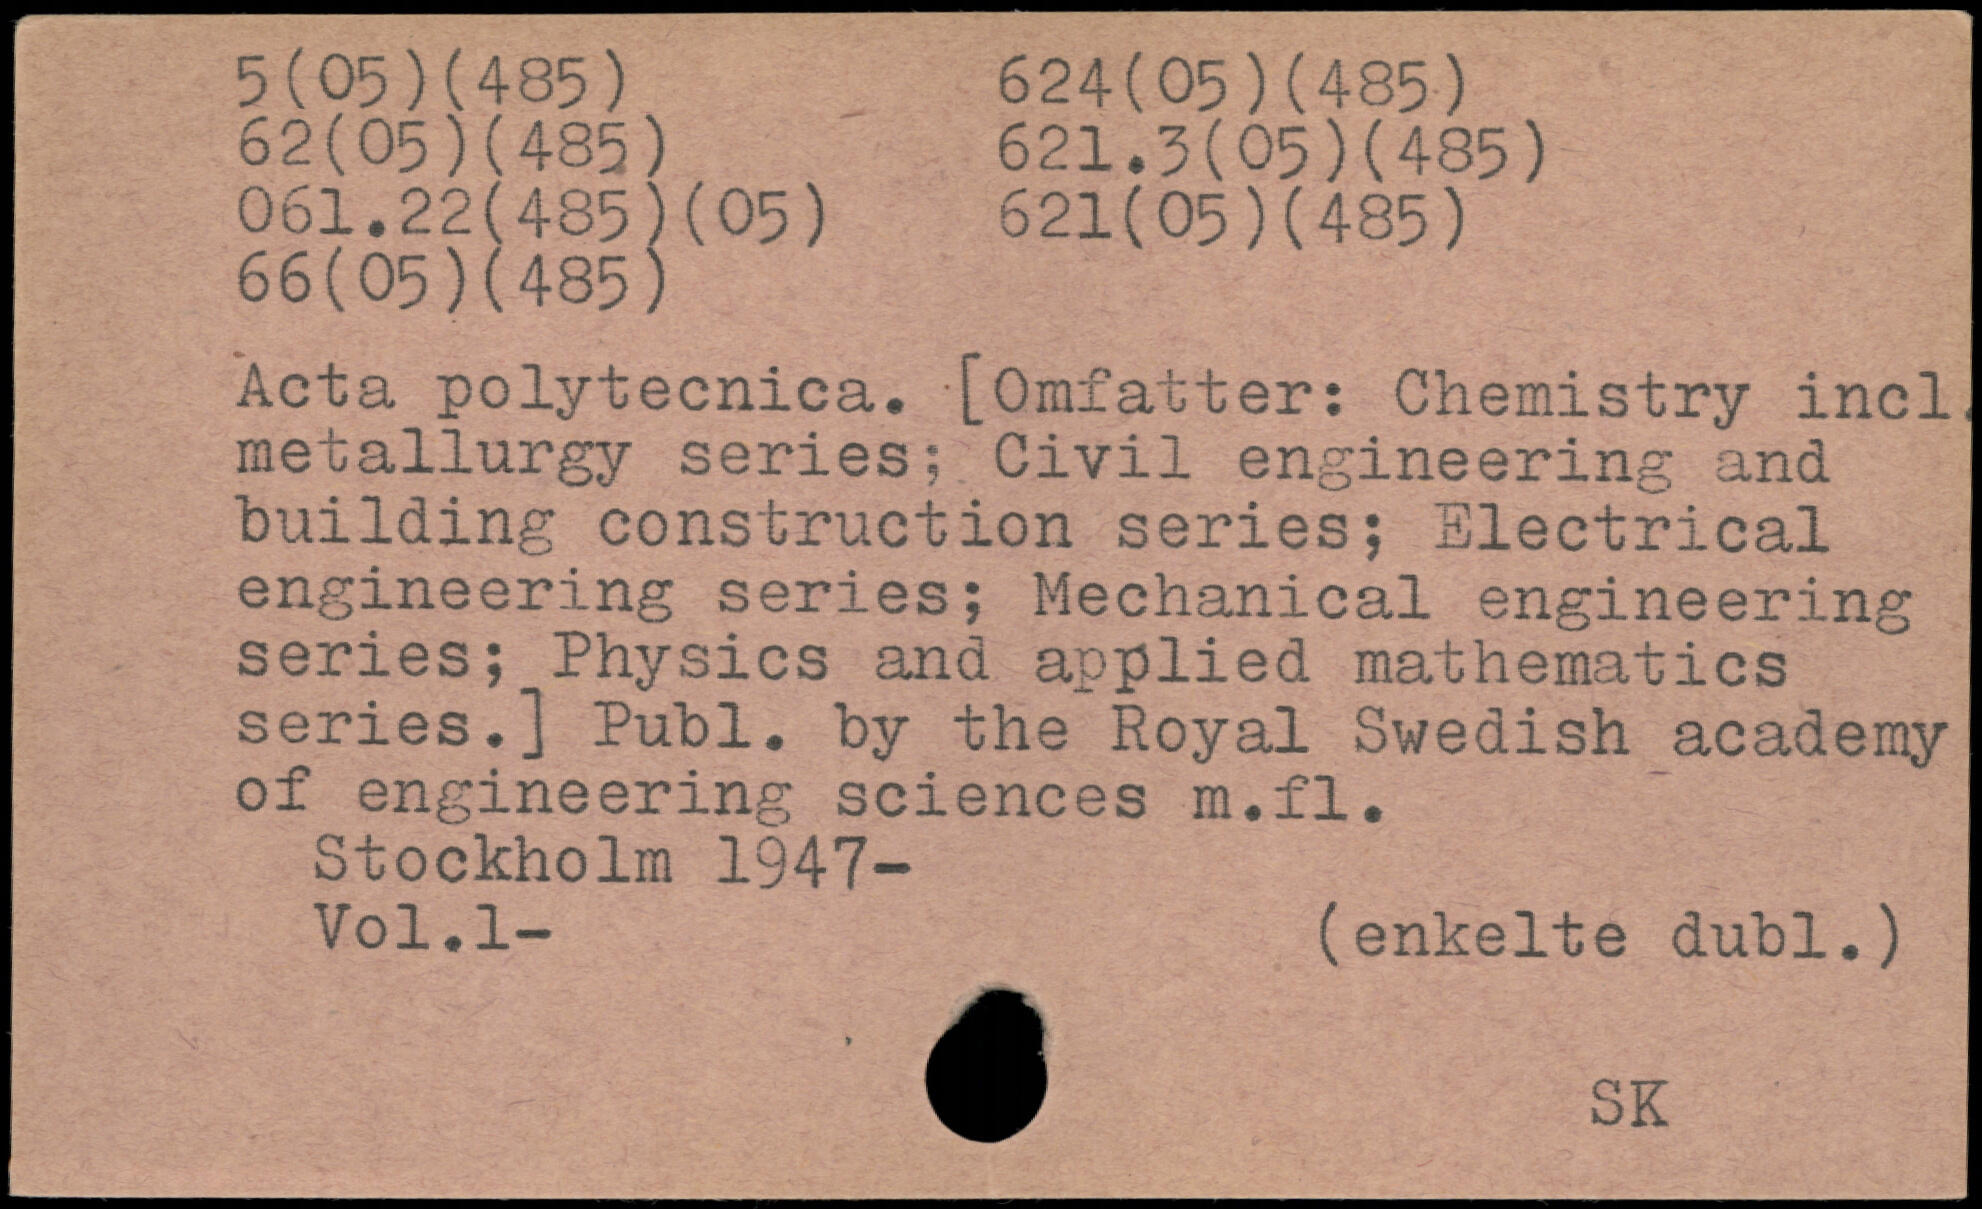 5(05)(485) 624(05)(485)
62(05)(485) 621.3(05)(485)
061.22(485)(05) 621(05)(485)
66(05)(485)
Acta polytecnica. [Omfatter: Chemistry incl.
metallurgy series; Civil engineering and
building construction series; Electrical
engineering series; Mechanical engineering
series; Physics and applied mathematics
series.] Publ. by the Royal Swedish academy
of engineering sciences m.fl.
Stockholm 1947-
Vol.1- (enkelte dubl.)
SK